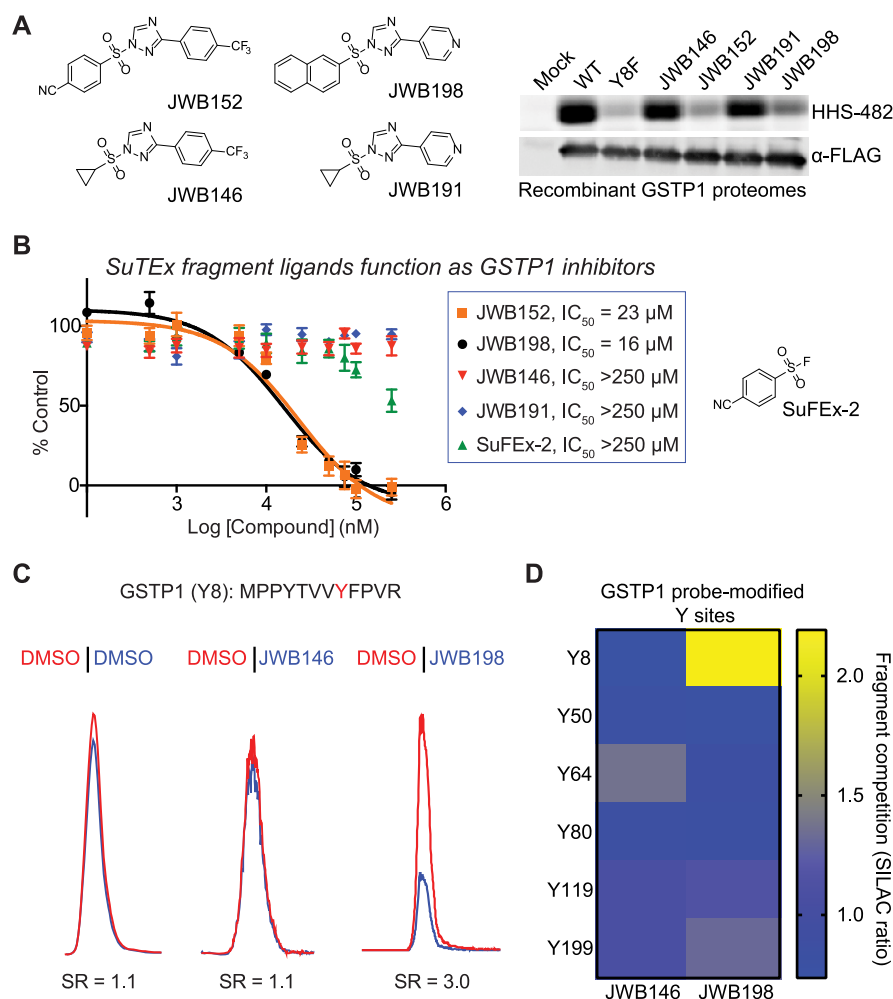 A
O
S
O
N
N
N
CF3
NC
JWB152
O
S
O
N
N
N
N
JWB198
O
S
O
N
N
N
CF3
JWB146
O
S
O
N
N
N
N
JWB191
Mock
WT
Y8F
JWB146
JWB152
JWB191
JWB198
HHS-482
α-FLAG
Recombinant GSTP1 proteomes
B
SuTEx fragment ligands function as GSTP1 inhibitors
% Control
100
50
0
3
4
5
6
Log [Compound] (nM)
JWB152, IC50 = 23 μM
JWB198, IC50 = 16 μM
JWB146, IC50 >250 μM
JWB191, IC50 >250 μM
SuFEx-2, IC50 >250 μM
O
S
F
O
NC
SuFEx-2
C
GSTP1 (Y8): MPPYTVVYFPVR
DMSO DMSO
DMSO JWB146
DMSO JWB198
SR = 1.1
SR = 1.1
SR = 3.0
D
GSTP1 probe-modified
Y sites
Y8
Y50
Y64
Y80
Y119
Y199
JWB146
JWB198
2.0
1.5
1.0
Fragment competition (SILAC ratio)